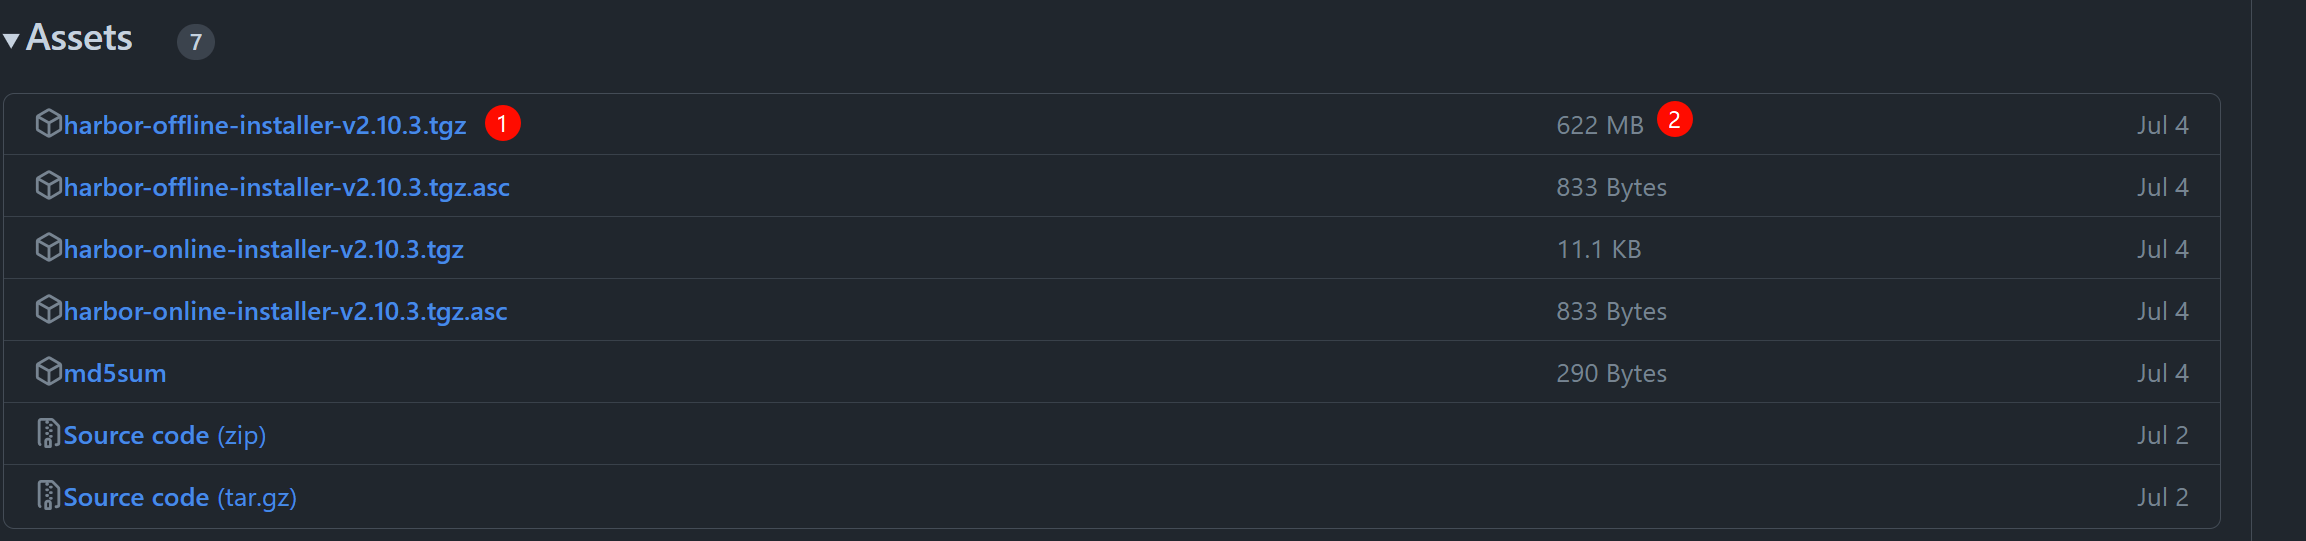 Assets 7
harbor-offline-installer-v2.10.3.tgz 1 622 MB 2 Jul 4
harbor-offline-installer-v2.10.3.tgz.asc 833 Bytes Jul 4
harbor-online-installer-v2.10.3.tgz 11.1 KB Jul 4
harbor-online-installer-v2.10.3.tgz.asc 833 Bytes Jul 4
md5sum 290 Bytes Jul 4
Source code (zip) Jul 2
Source code (tar.gz) Jul 2